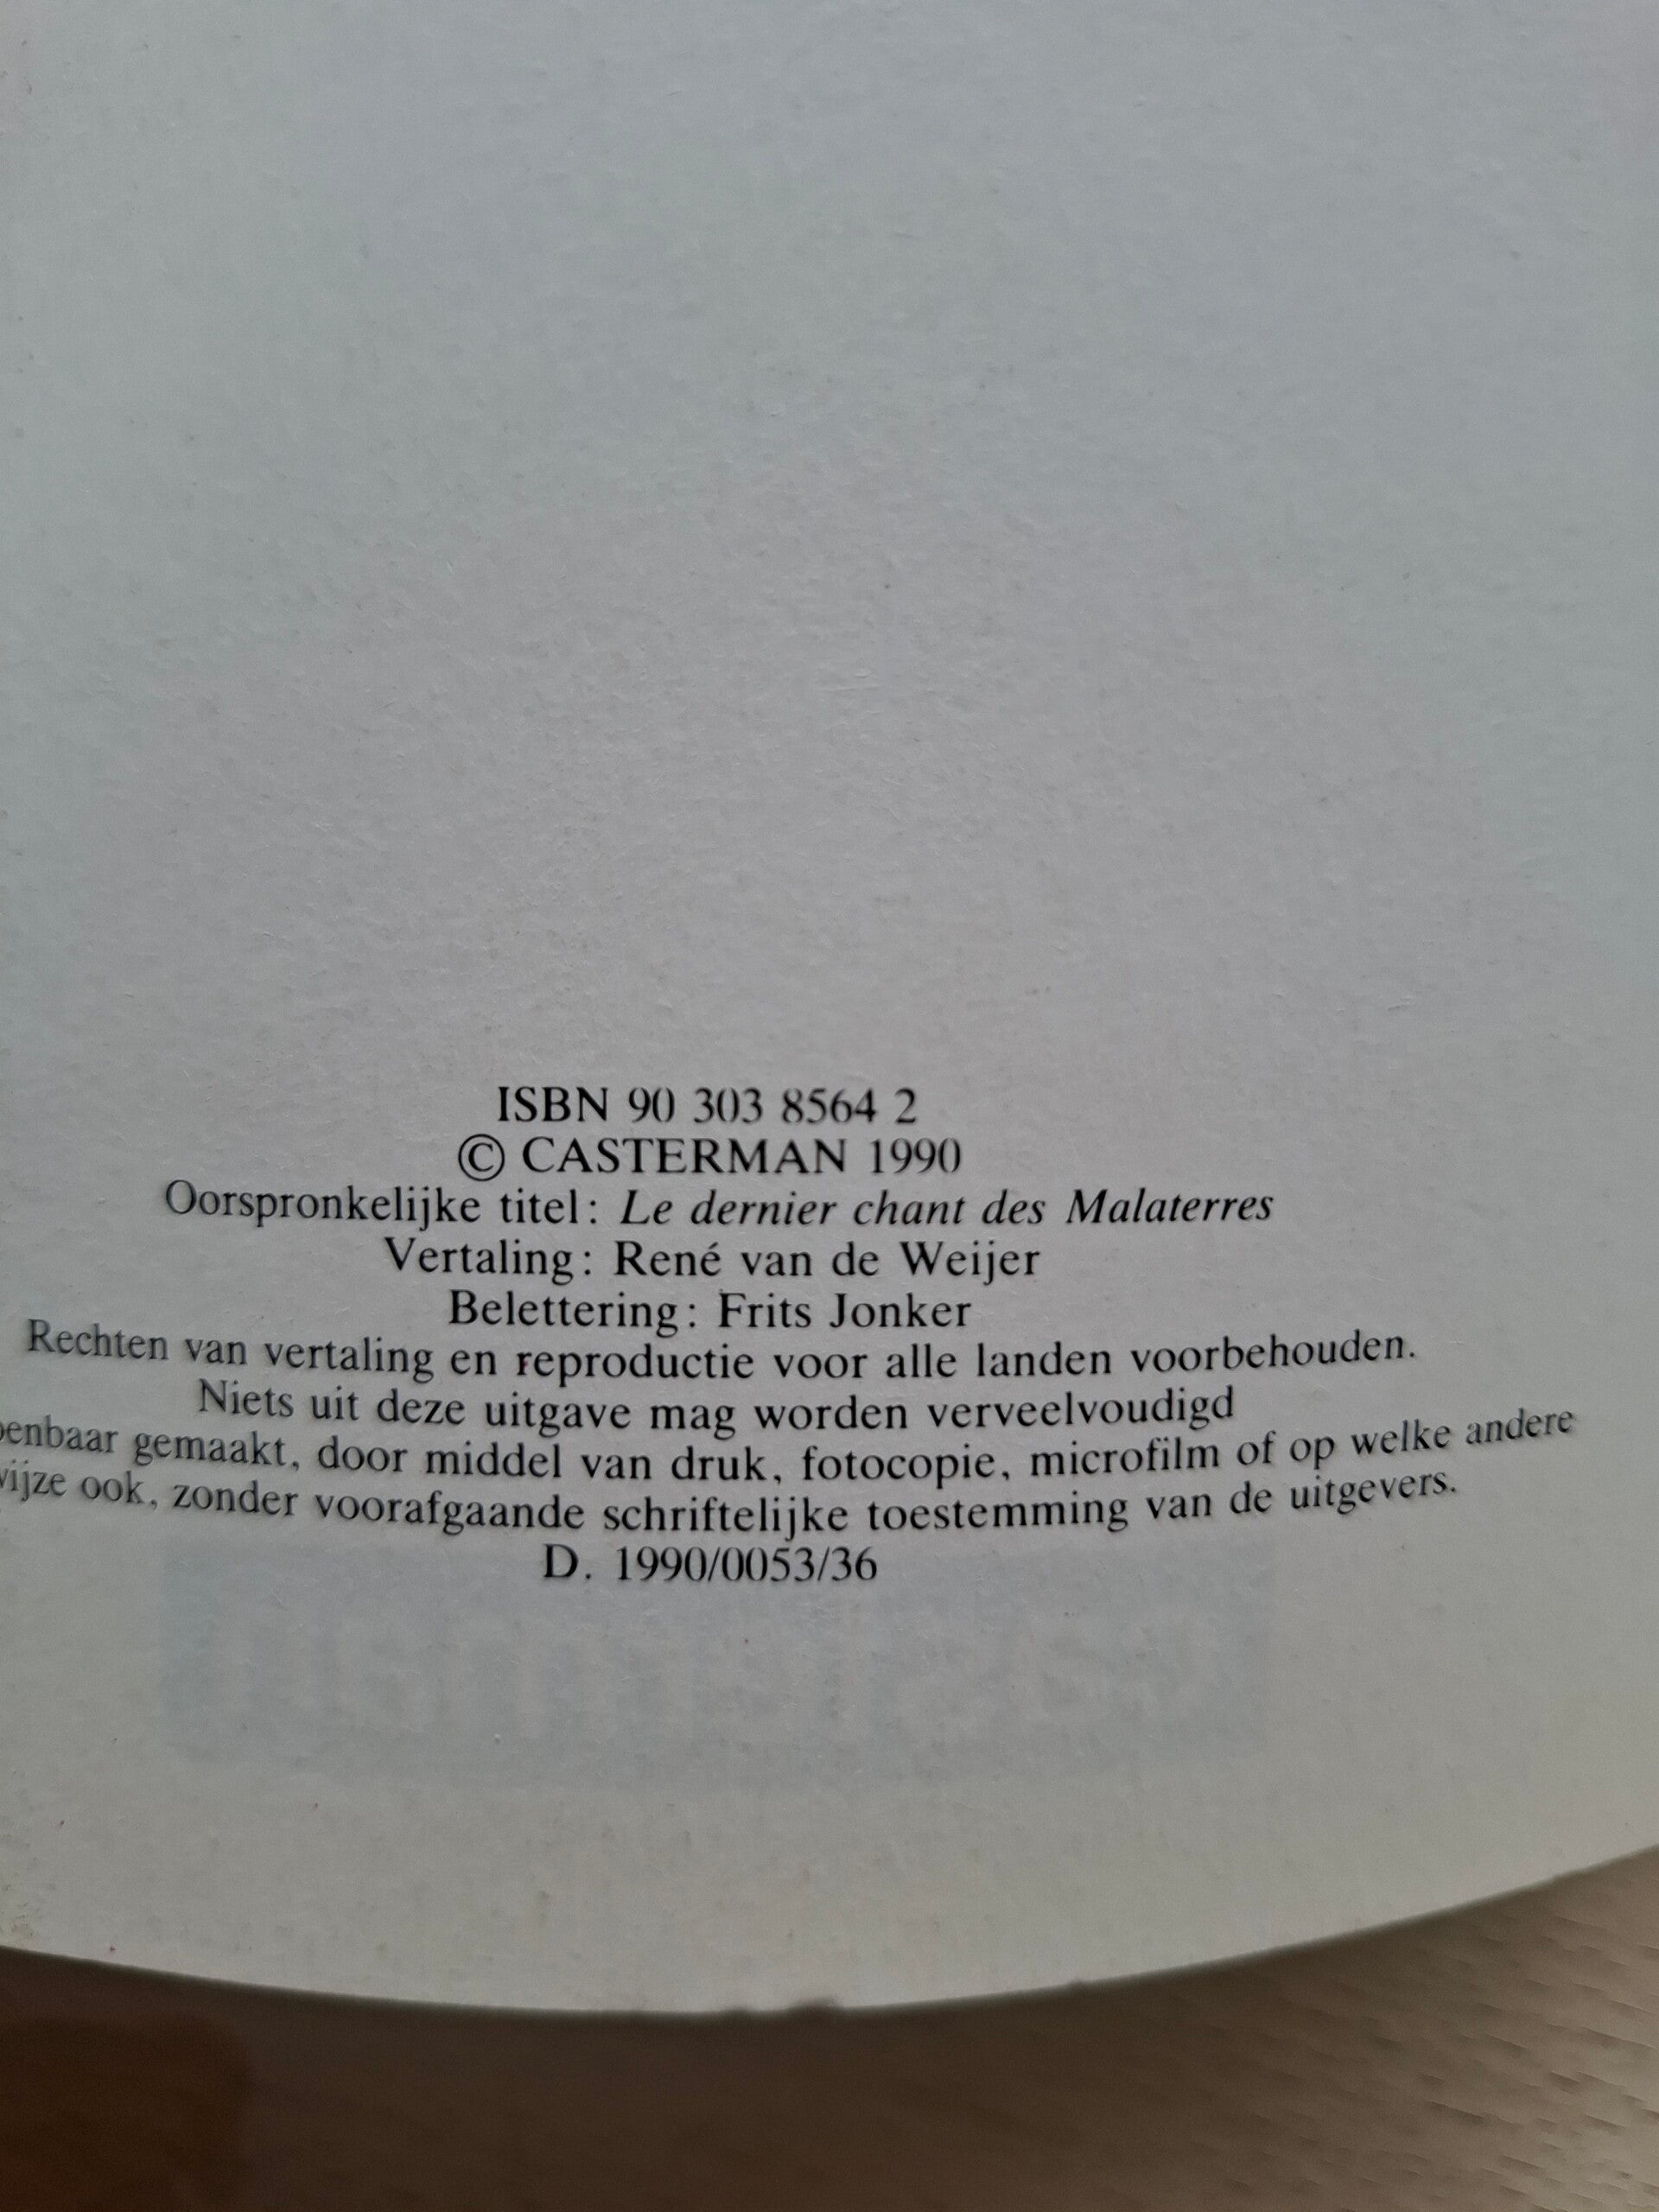 ISBN 90 303 8564 2
© CASTERMAN 1990
Oorspronkelijke titel: Le dernier chant des Malaterres
Vertaling: René van de Weijer
Belettering: Frits Jonker
Rechten van vertaling en reproductie voor alle landen voorbehouden.
Niets uit deze uitgave mag worden verveelvoudigd
gemaakt, door middel van druk, fotocopie, microfilm of op welke andere
ook, zonder voorafgaande schriftelijke toestemming van de uitgevers.
D. 1990/0053/36